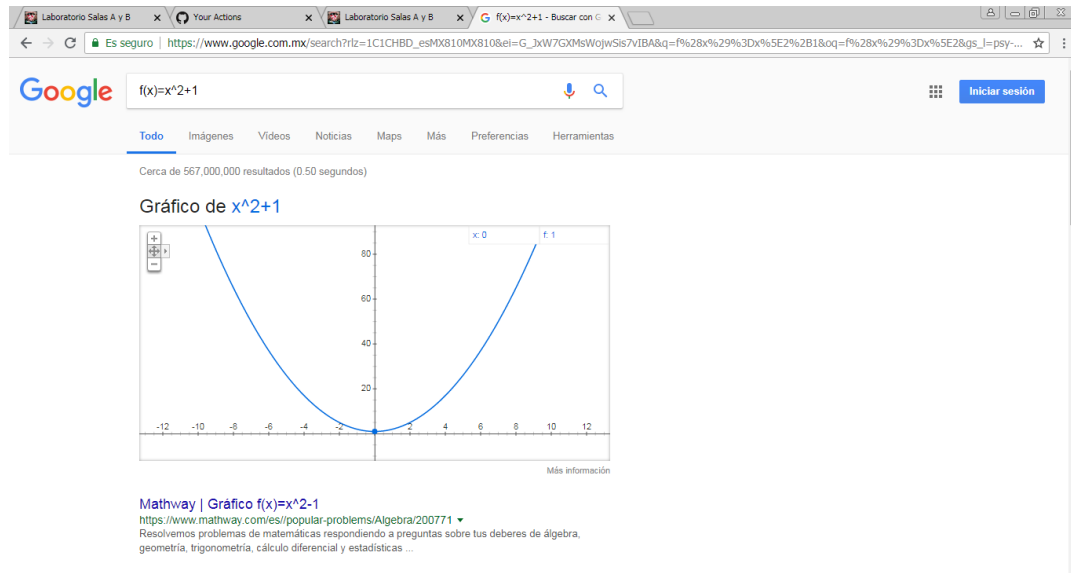 Laboratorio Salas A y B
Your Actions
Laboratorio Salas A y B
f(x)=x^2+1 - Buscar con G
Es seguro | https://www.google.com.mx/search?rlz=1C1CHBD_esMX810MX810&ei=G_JxW7GXMsWojwSis7vIBA&q=f%28x%29%3Dx%5E2%2B1&oq=f%28x%29%3Dx%5E2&gs_l=psy-...
Google
f(x)=x^2+1
Iniciar sesión
Todo Imágenes Vídeos Noticias Maps Más Preferencias Herramientas
Cerca de 567,000,000 resultados (0.50 segundos)
Gráfico de x^2+1
x: 0 f: 1
80
60
40
20
-12 -10 -8 -6 -4 -2 2 4 6 8 10 12
Más información
Mathway | Gráfico f(x)=x^2-1
https://www.mathway.com/es//popular-problems/Algebra/200771
Resolvemos problemas de matemáticas respondiendo a preguntas sobre tus deberes de álgebra,
geometría, trigonometría, cálculo diferencial y estadísticas ...